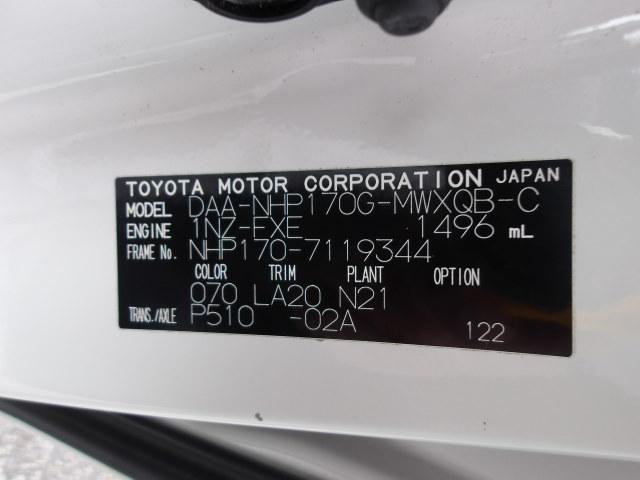 TOYOTA MOTOR CORPORATION JAPAN
MODEL DAA-NHP170G-MWXQB-C
ENGINE 1NZ-EXE 1496 mL
FRAME No. NHP170-7119344
COLOR TRIM PLANT OPTION
070 LA20 N21
TRANS./AXLE P510 -02A
122